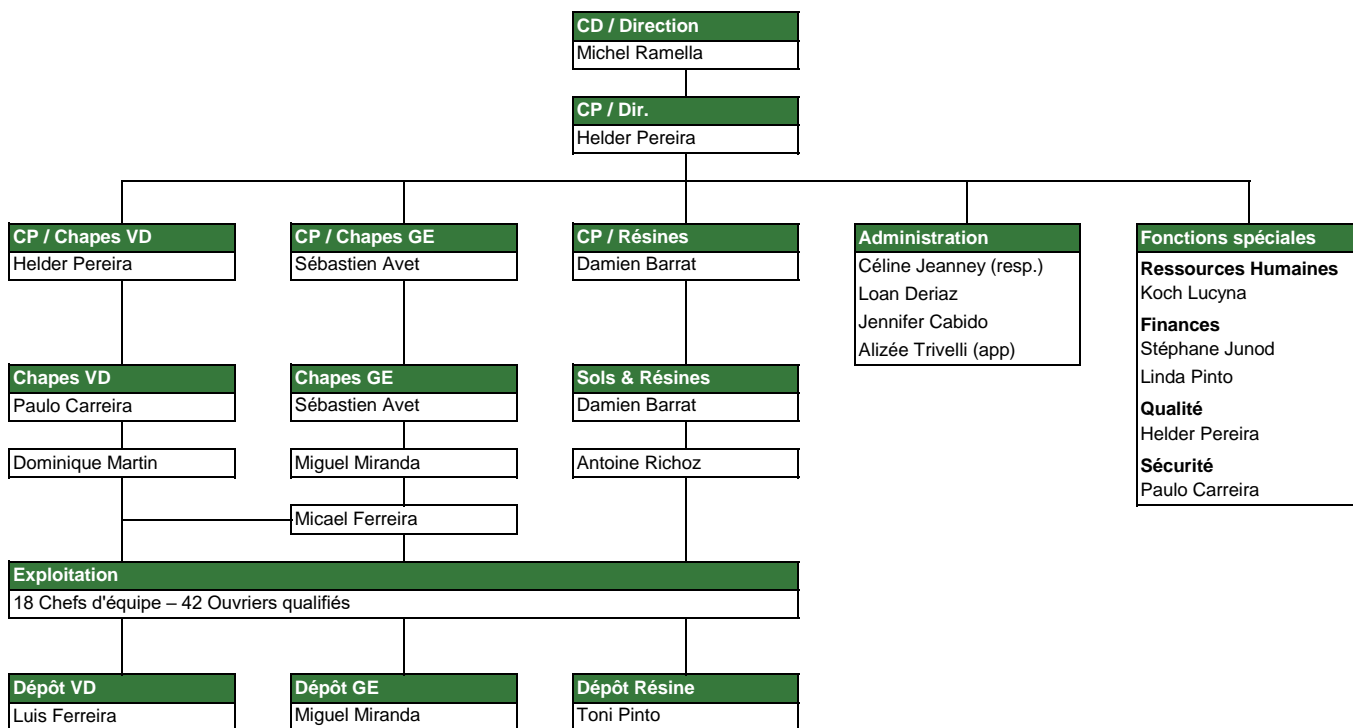 CD / Direction
Michel Ramella
CP / Dir.
Helder Pereira
CP / Chapes VD
Helder Pereira
CP / Chapes GE
Sébastien Avet
CP / Résines
Damien Barrat
Administration
Céline Jeanney (resp.)
Loan Deriaz
Jennifer Cabido
Alizée Trivelli (app)
Fonctions spéciales
Ressources Humaines
Koch Lucyna
Finances
Stéphane Junod
Linda Pinto
Qualité
Helder Pereira
Sécurité
Paulo Carreira
Chapes VD
Paulo Carreira
Dominique Martin
Chapes GE
Sébastien Avet
Miguel Miranda
Micael Ferreira
Sols & Résines
Damien Barrat
Antoine Richoz
Exploitation
18 Chefs d'équipe – 42 Ouvriers qualifiés
Dépôt VD
Luis Ferreira
Dépôt GE
Miguel Miranda
Dépôt Résine
Toni Pinto